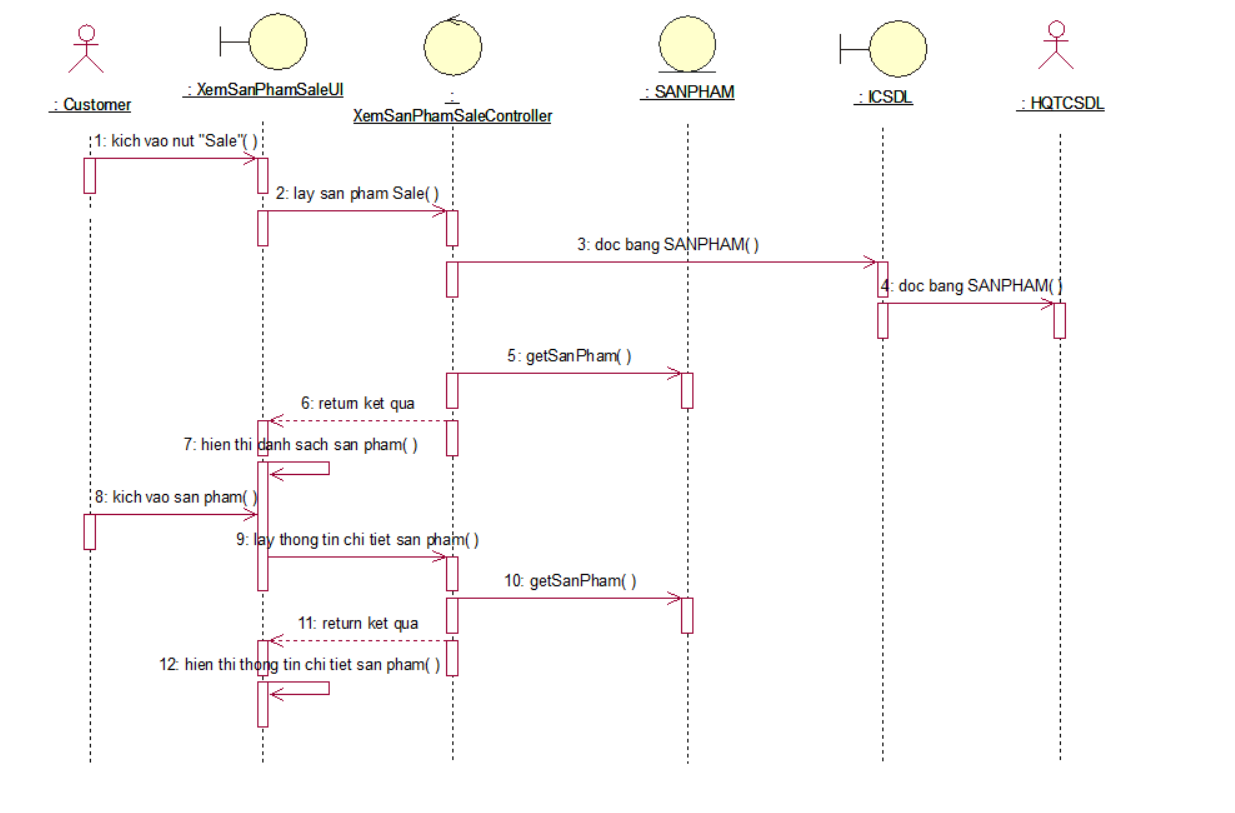 : Customer
: XemSanPhamSaleUI
:
XemSanPhamSaleController
: SANPHAM
: ICSDL
: HQTCSDL
1: kich vao nut "Sale"( )
2: lay san pham Sale( )
3: doc bang SANPHAM( )
4: doc bang SANPHAM( )
5: getSanPham( )
6: return ket qua
7: hien thi danh sach san pham( )
8: kich vao san pham( )
9: lay thong tin chi tiet san pham( )
10: getSanPham( )
11: return ket qua
12: hien thi thong tin chi tiet san pham( )